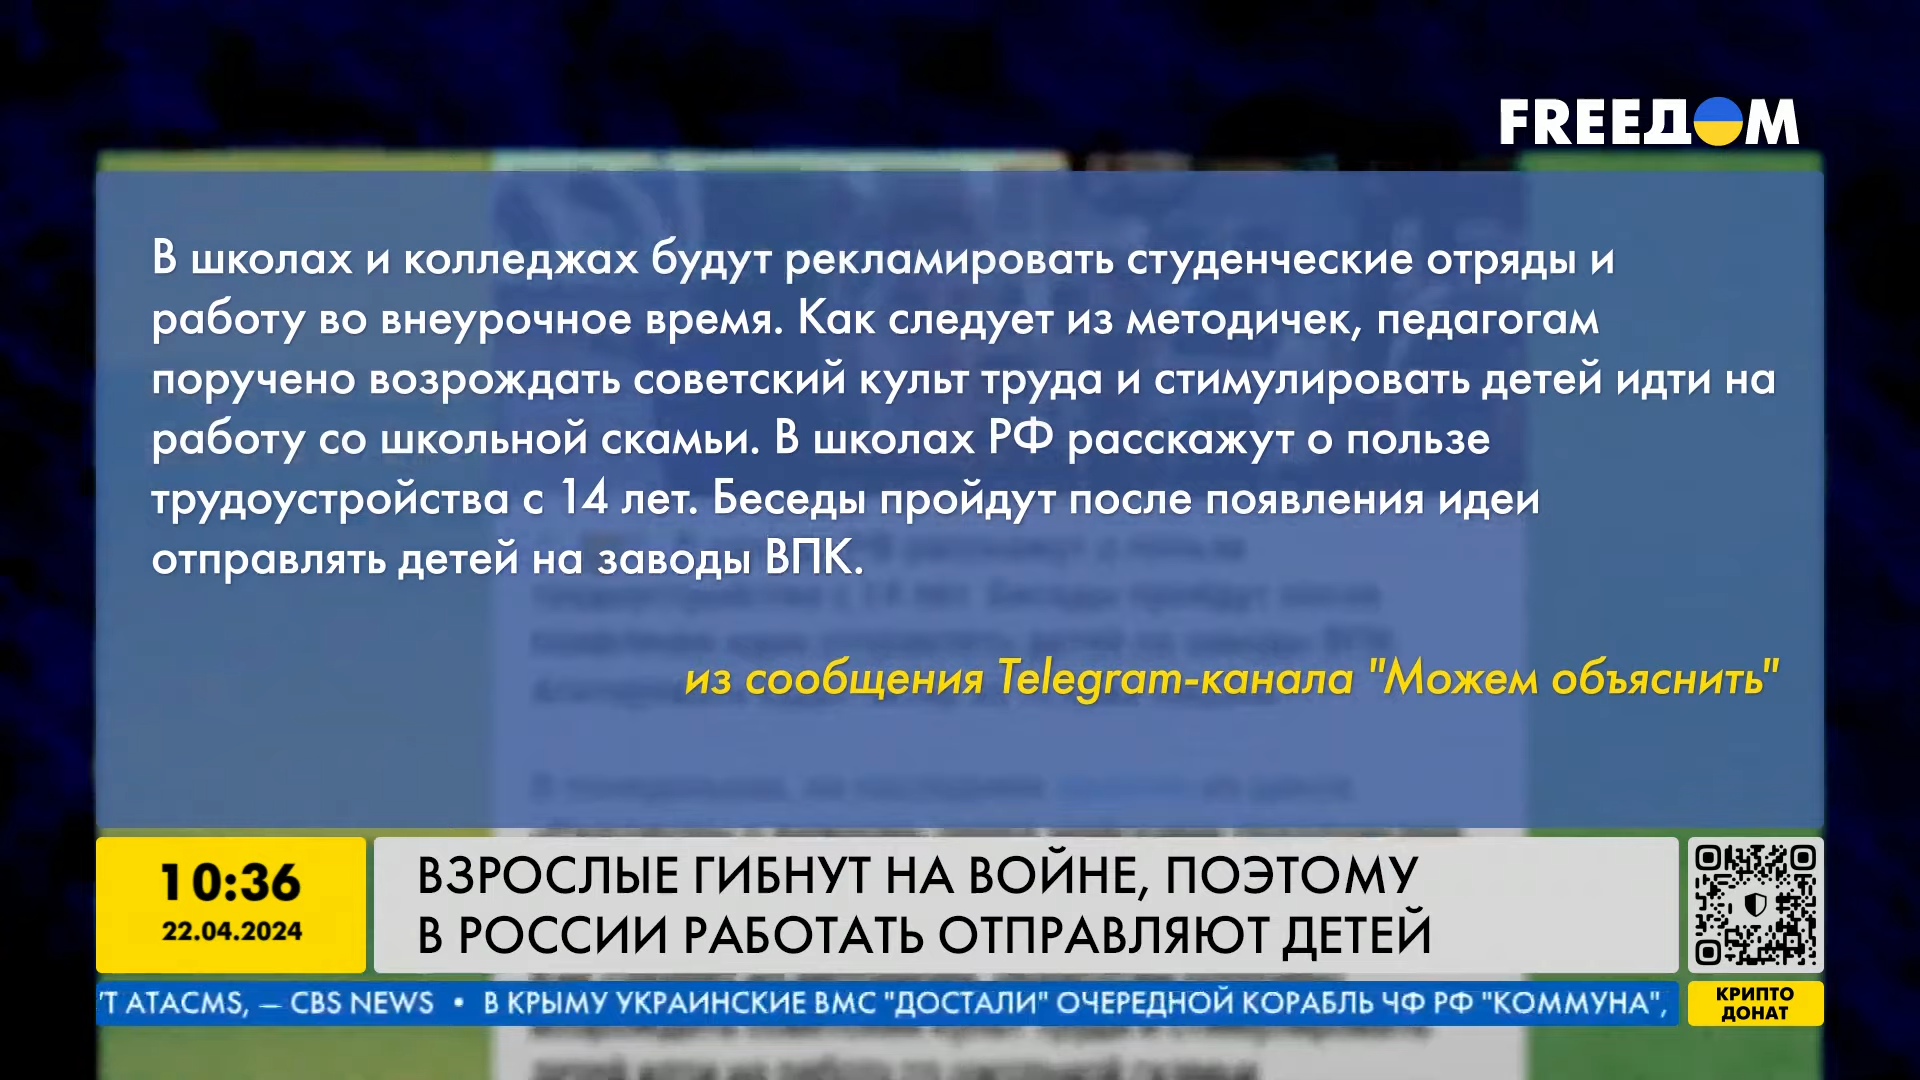 FREEДOM
В школах и колледжах будут рекламировать студенческие отряды и
работу во внеурочное время. Как следует из методичек, педагогам
поручено возрождать советский культ труда и стимулировать детей идти на
работу со школьной скамьи. В школах РФ расскажут о пользе
трудоустройства с 14 лет. Беседы пройдут после появления идеи
отправлять детей на заводы ВПК.
из сообщения Telegram-канала "Можем объяснить"
10:36
22.04.2024
ВЗРОСЛЫЕ ГИБНУТ НА ВОЙНЕ, ПОЭТОМУ
В РОССИИ РАБОТАТЬ ОТПРАВЛЯЮТ ДЕТЕЙ
АТАСМS, — CBS NEWS • В КРЫМУ УКРАИНСКИЕ ВМС "ДОСТАЛИ" ОЧЕРЕДНОЙ КОРАБЛЬ ЧФ РФ "КОММУНА",
КРИПТО
ДОНАТ